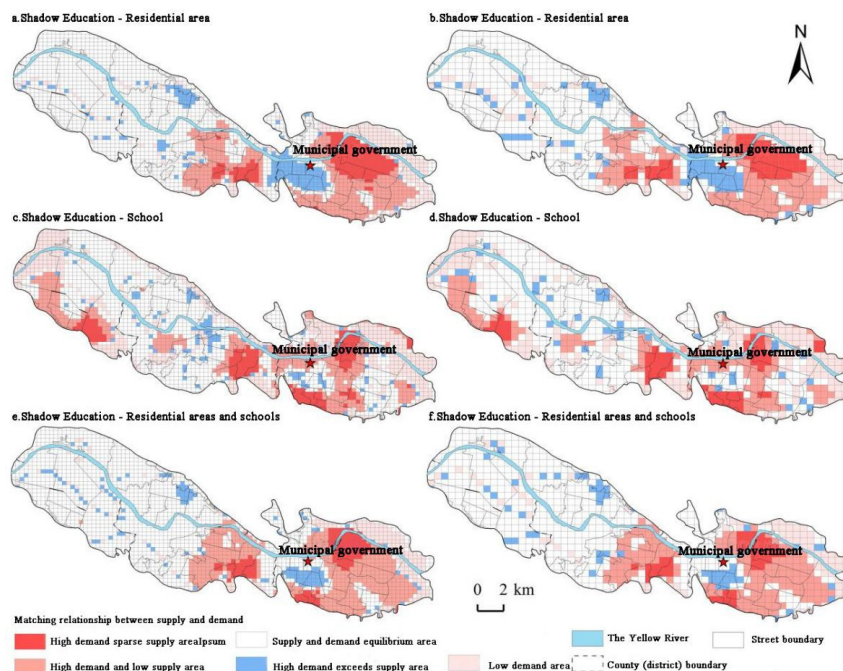 a.Shadow Education - Residential area
b.Shadow Education - Residential area
N
Municipal government
Municipal government
c.Shadow Education - School
d.Shadow Education - School
Municipal government
Municipal government
e.Shadow Education - Residential areas and schools
f.Shadow Education - Residential areas and schools
Municipal government
Municipal government
0 2 km
Matching relationship between supply and demand
High demand sparse supply areaIpsum
Supply and demand equilibrium area
The Yellow River
Street boundary
High demand and low supply area
High demand exceeds supply area
Low demand area
County (district) boundary